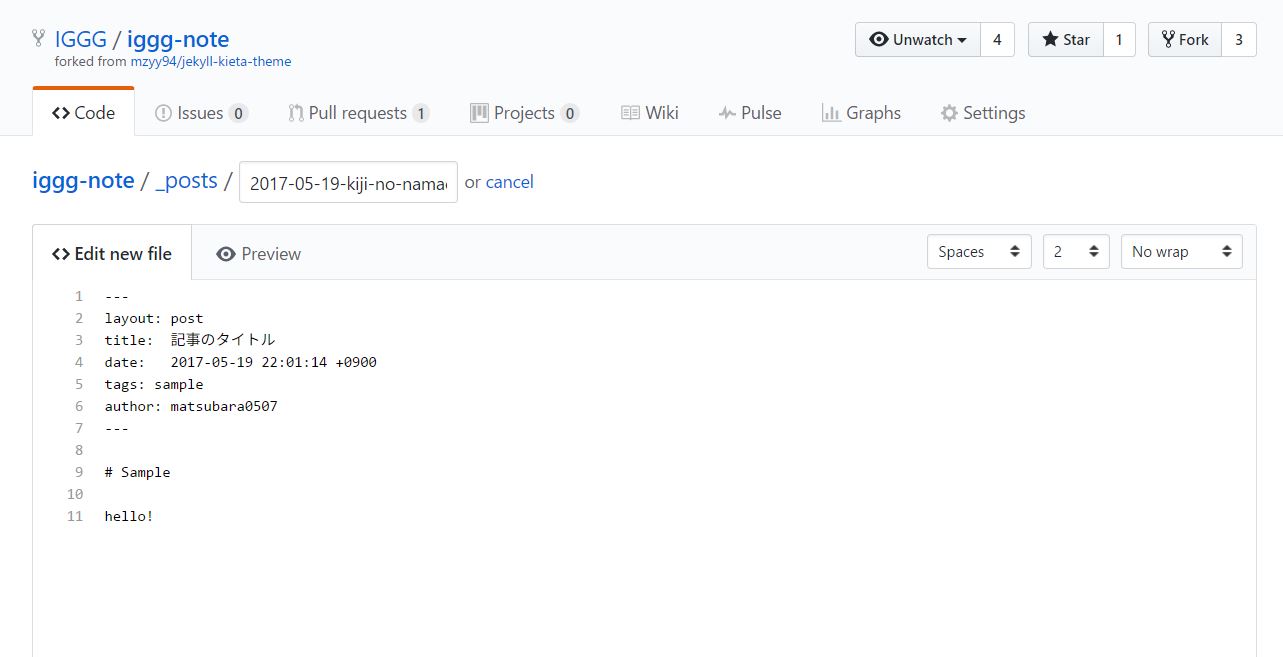 IGGG / iggg-note
Unwatch 4
Star 1
Fork 3
forked from mzyy94/jekyll-kieta-theme
<> Code
Issues 0
Pull requests 1
Projects 0
Wiki
Pulse
Graphs
Settings
iggg-note / _posts / 2017-05-19-kiji-no-nama or cancel
<> Edit new file
Preview
Spaces
2
No wrap
1 ---
2 layout: post
3 title:  記事のタイトル
4 date:   2017-05-19 22:01:14 +0900
5 tags: sample
6 author: matsubara0507
7 ---
8
9 # Sample
10
11 hello!